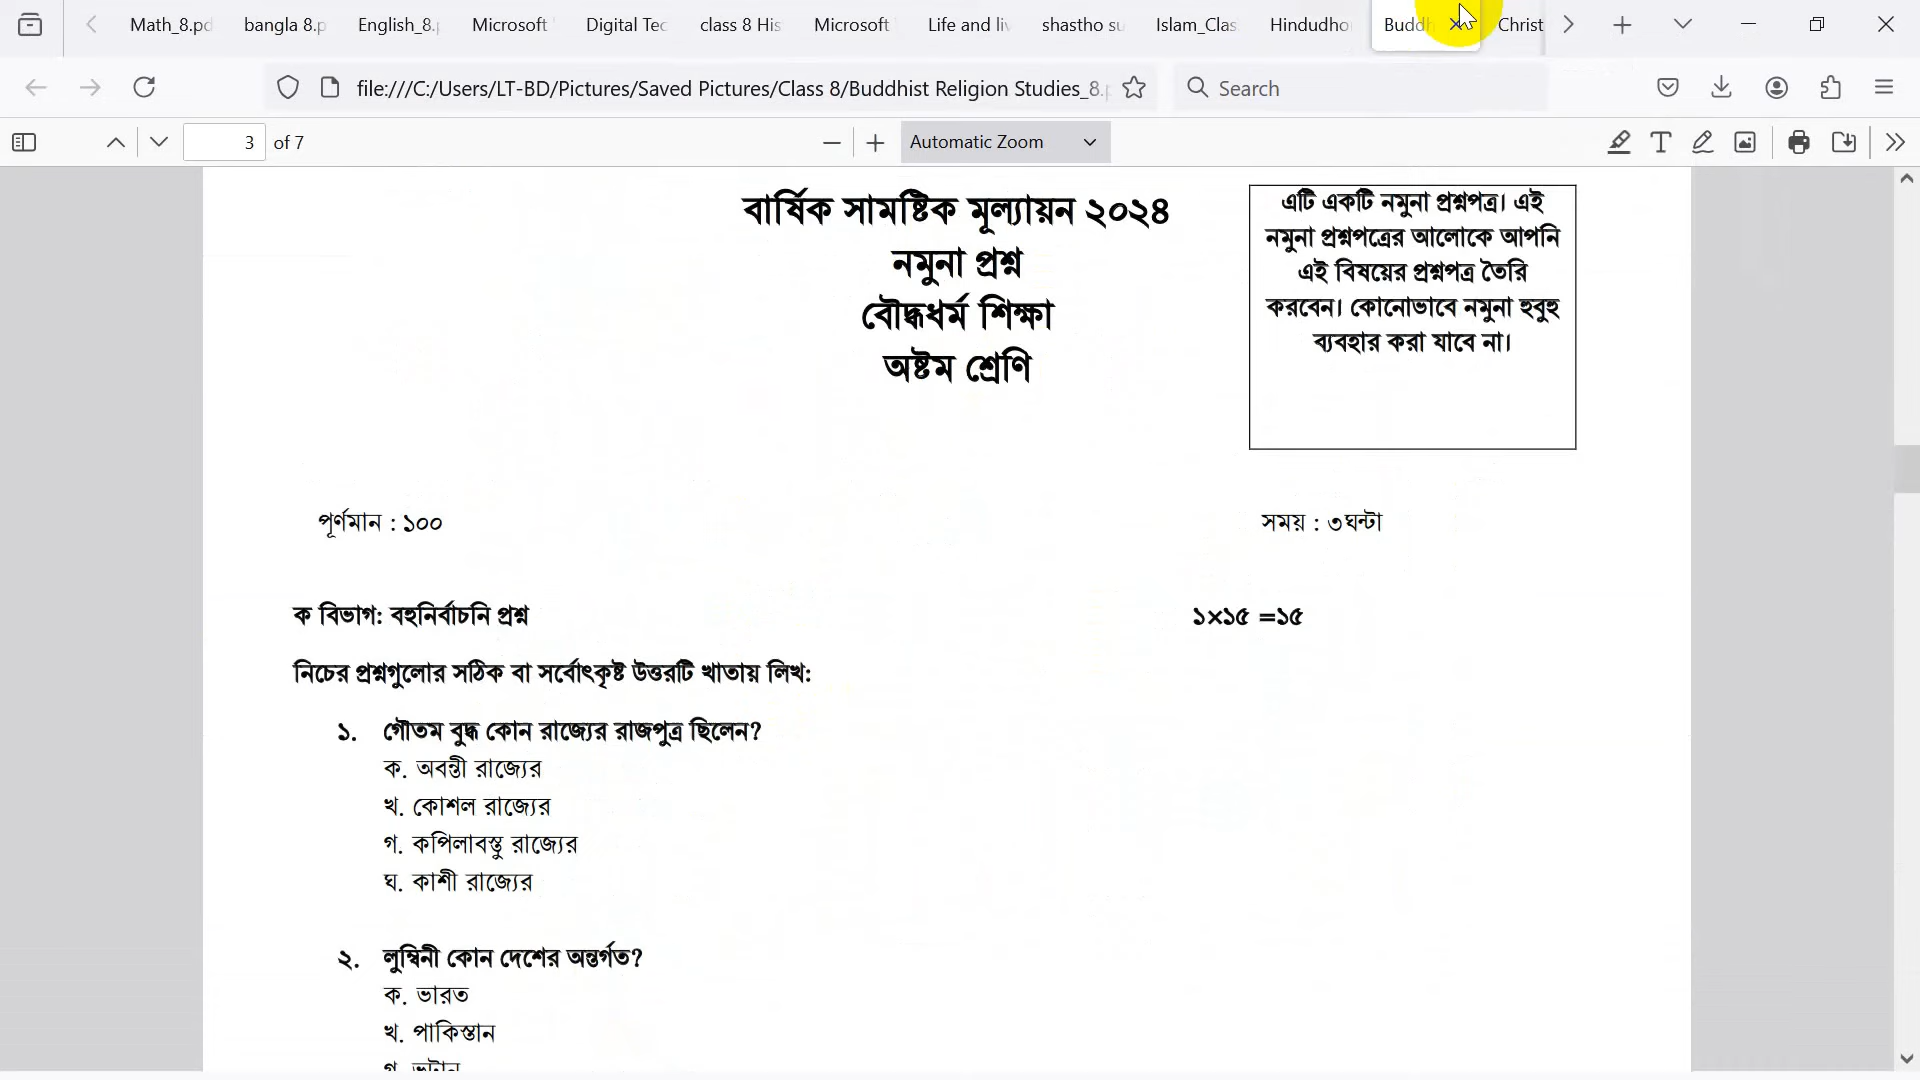 Math_8.pd
bangla 8.p
English_8.
Microsoft
Digital Tec
class 8 His
Microsoft
Life and liv
shastho su
Islam_Clas
Hindudho
Buddh
Christ
file:///C:/Users/LT-BD/Pictures/Saved Pictures/Class 8/Buddhist Religion Studies_8.p
Search
3 of 7
Automatic Zoom
বার্ষিক সামষ্টিক মূল্যায়ন ২০২৪
নমুনা প্রশ্ন
বৌদ্ধধর্ম শিক্ষা
অষ্টম শ্রেণি
এটি একটি নমুনা প্রশ্নপত্র। এই
নমুনা প্রশ্নপত্রের আলোকে আপনি
এই বিষয়ের প্রশ্নপত্র তৈরি
করবেন। কোনোভাবে নমুনা হুবুহু
ব্যবহার করা যাবে না।
পূর্ণমান : ১০০
সময় : ৩ঘন্টা
ক বিভাগ: বহুনির্বাচনি প্রশ্ন ১×১৫ =১৫
নিচের প্রশ্নগুলোর সঠিক বা সর্বোৎকৃষ্ট উত্তরটি খাতায় লিখ:
১. গৌতম বুদ্ধ কোন রাজ্যের রাজপুত্র ছিলেন?
ক. অবন্তী রাজ্যের
খ. কোশল রাজ্যের
গ. কপিলাবস্তু রাজ্যের
ঘ. কাশী রাজ্যের
২. লুম্বিনী কোন দেশের অন্তর্গত?
ক. ভারত
খ. পাকিস্তান
গ. ভুটান